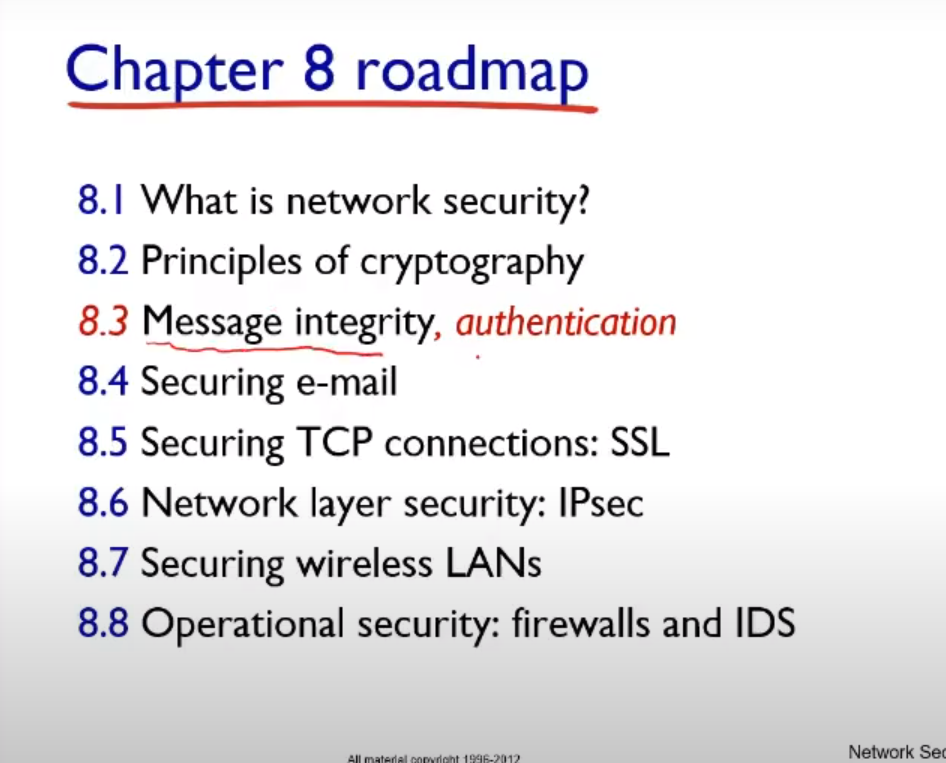 Chapter 8 roadmap
8.1 What is network security?
8.2 Principles of cryptography
8.3 Message integrity, authentication
8.4 Securing e-mail
8.5 Securing TCP connections: SSL
8.6 Network layer security: IPsec
8.7 Securing wireless LANs
8.8 Operational security: firewalls and IDS
All material copyright 1996-2012
Network Sec